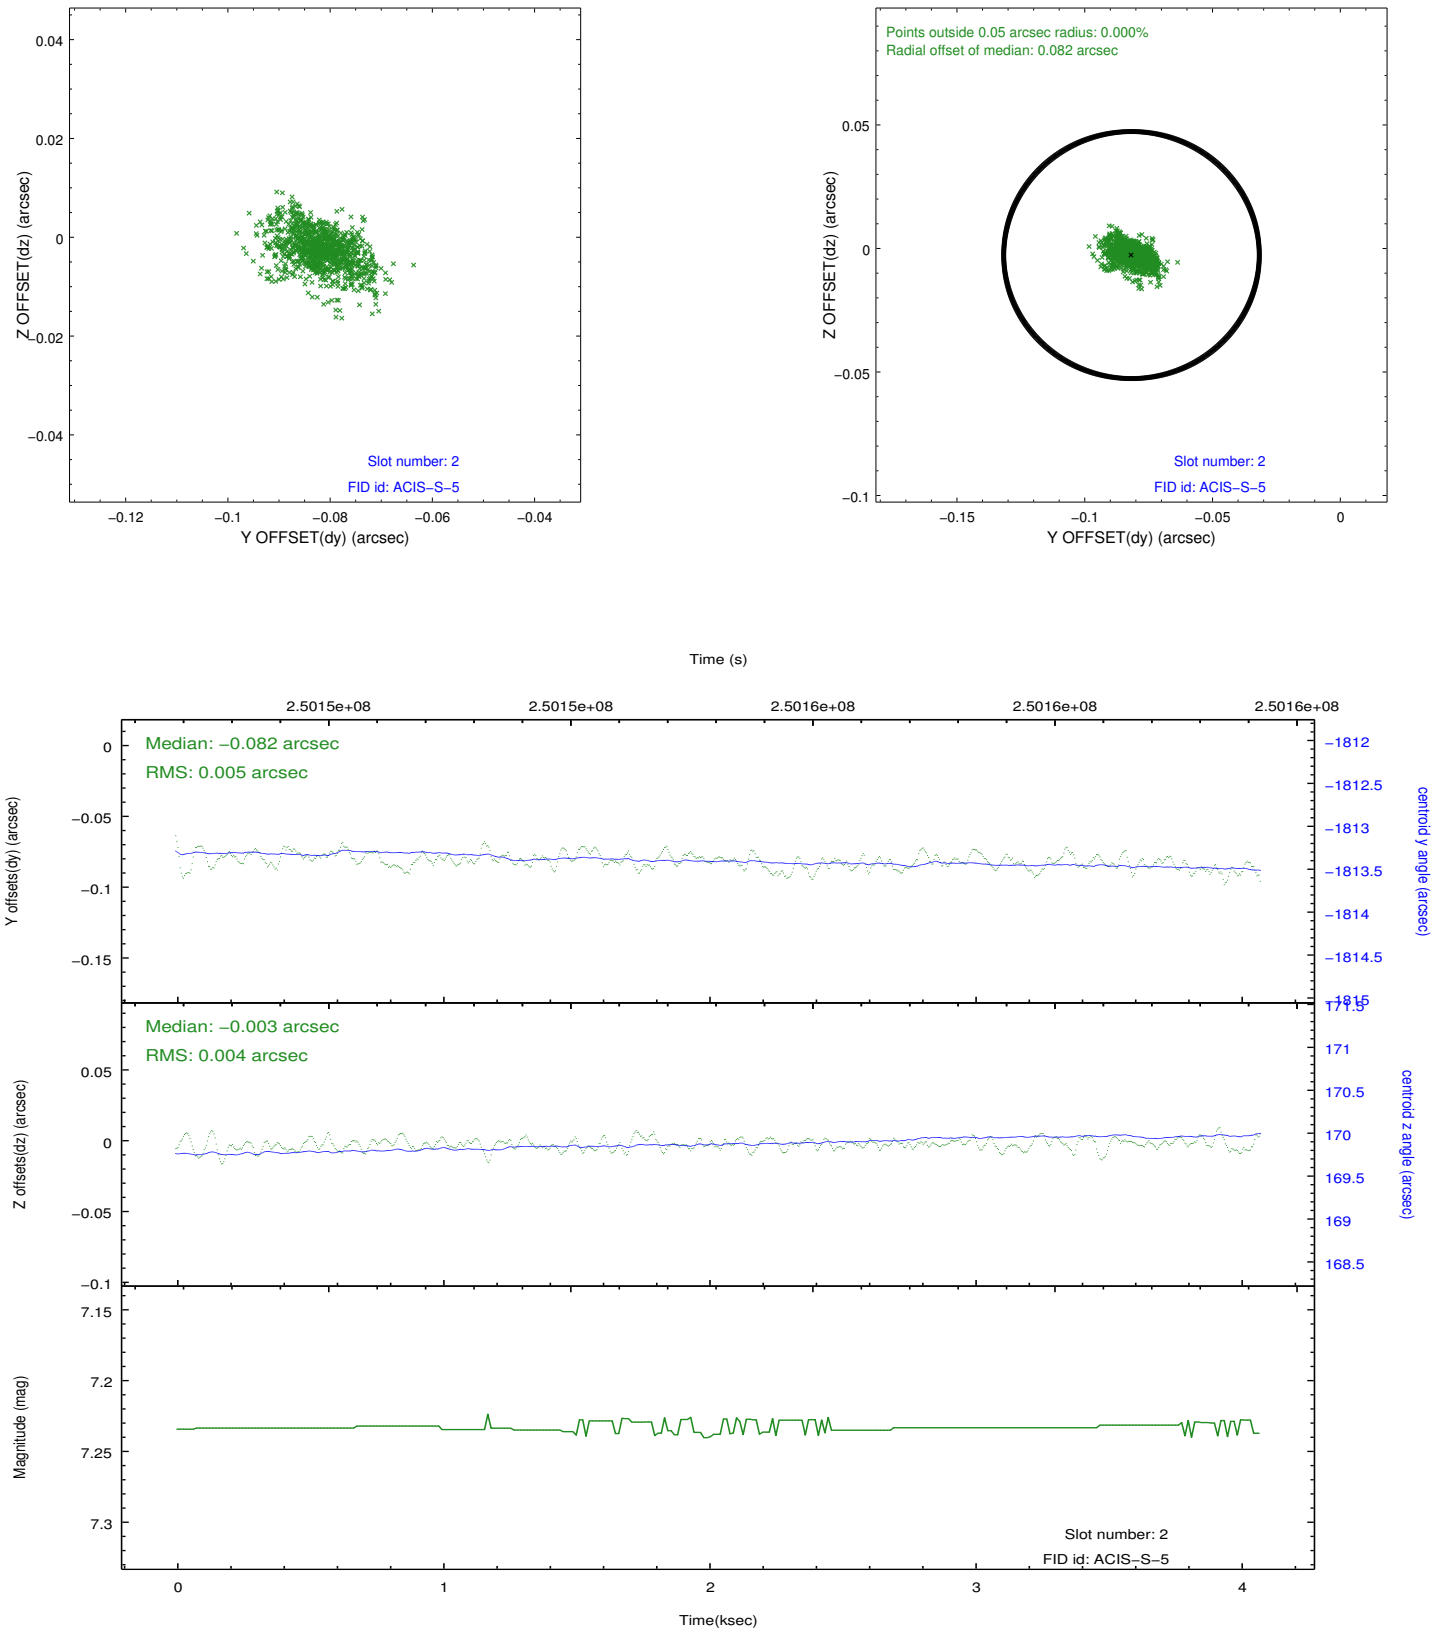 0.04
0.02
0
−0.02
−0.04
Z OFFSET(dz) (arcsec)
Slot number: 2
FID id: ACIS−S−5
−0.12
−0.1
−0.08
−0.06
−0.04
Y OFFSET(dy) (arcsec)
Points outside 0.05 arcsec radius: 0.000%
Radial offset of median: 0.082 arcsec
0.05
0
−0.05
−0.1
Z OFFSET(dz) (arcsec)
Slot number: 2
FID id: ACIS−S−5
−0.15
−0.1
−0.05
0
Y OFFSET(dy) (arcsec)
Time (s)
2.5015e+08
2.5015e+08
2.5016e+08
2.5016e+08
2.5016e+08
Median: −0.082 arcsec
RMS: 0.005 arcsec
0
−0.05
−0.1
−0.15
Y offsets(dy) (arcsec)
−1812
−1812.5
−1813
−1813.5
−1814
−1814.5
−1815
centroid y angle (arcsec)
Median: −0.003 arcsec
RMS: 0.004 arcsec
0.05
0
−0.05
−0.1
Z offsets(dz) (arcsec)
171.5
171
170.5
170
169.5
169
168.5
centroid z angle (arcsec)
7.15
7.2
7.25
7.3
Magnitude (mag)
Slot number: 2
FID id: ACIS−S−5
0
1
2
3
4
Time(ksec)